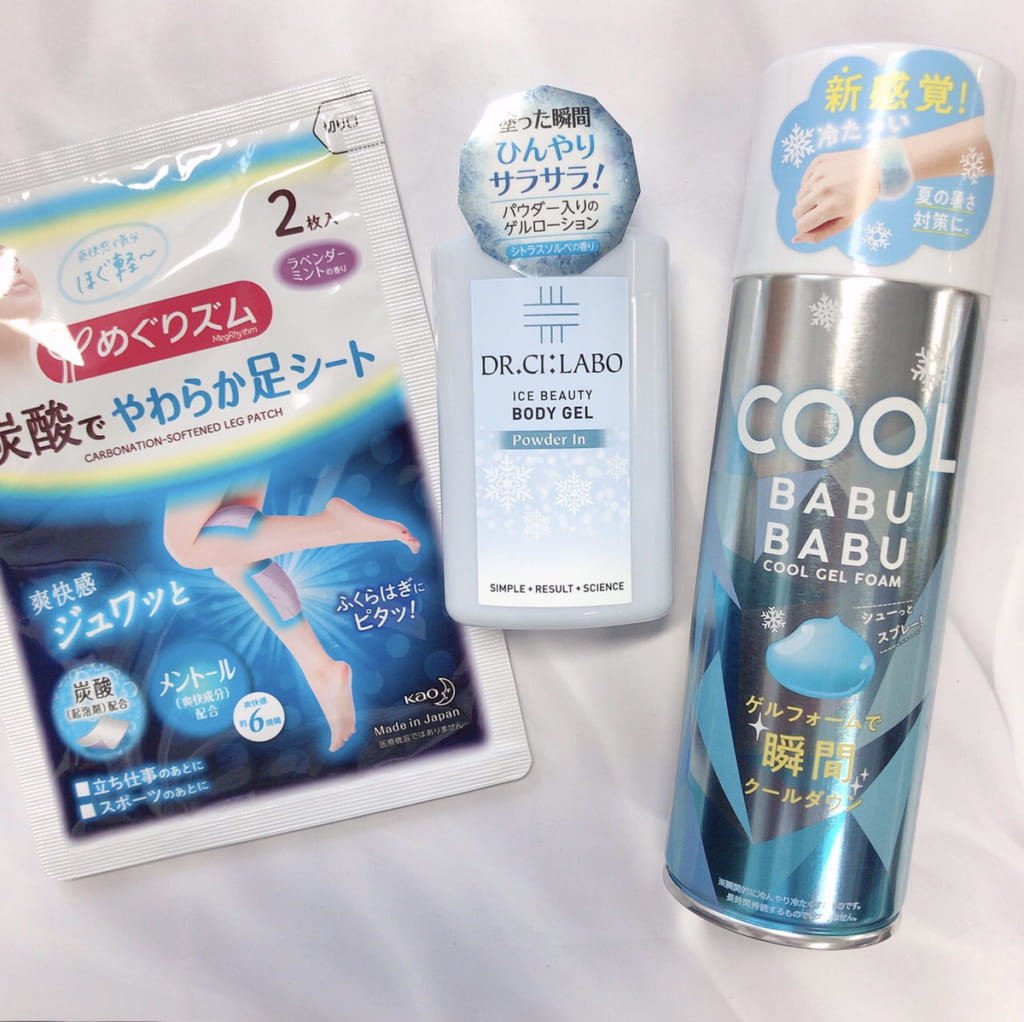 切り口
2枚入
ラベンダー
ミントの香り
爽快感で気分
ほぐ軽〜
めぐりズム
MegRhythm
炭酸でやわらか足シート
CARBONATION-SOFTENED LEG PATCH
爽快感
ジュワッと
ふくらはぎに
ピタッ!
炭酸
(起泡剤)配合
メントール
(爽快成分)
配合
爽快感
約6時間
Kao
Made in Japan
医療機器ではありません
■立ち仕事のあとに
■スポーツのあとに
塗った瞬間
ひんやり
サラサラ!
パウダー入りの
ゲルローション
シトラスソルベの香り
DR.CI:LABO
ICE BEAUTY
BODY GEL
Powder In
SIMPLE+RESULT+SCIENCE
新感覚!
冷たつい
夏の暑さ
対策に。
COOL
BABU
BABU
COOL GEL FOAM
シューっと
スプレー!
ゲルフォームで
瞬間
クールダウン